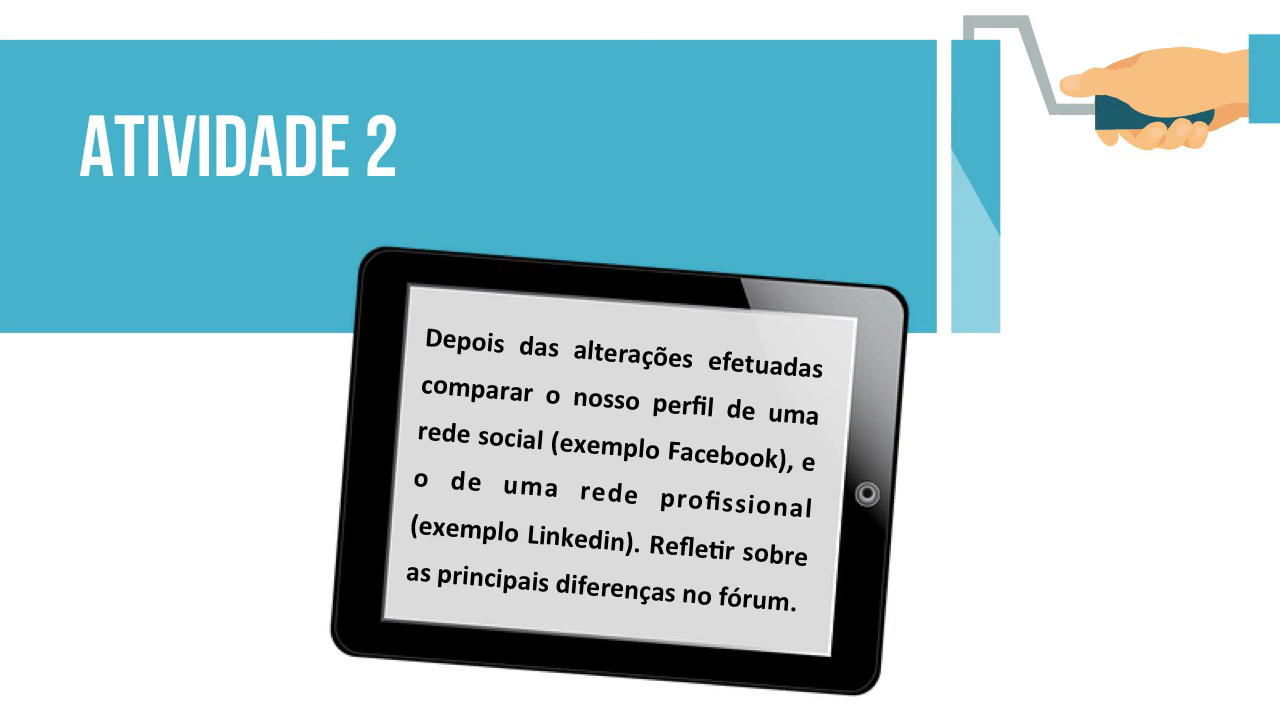 ATIVIDADE 2
Depois das alterações efetuadas
comparar o nosso perfil de uma
rede social (exemplo Facebook), e
o de uma rede profissional
(exemplo Linkedin). Refletir sobre
as principais diferenças no fórum.